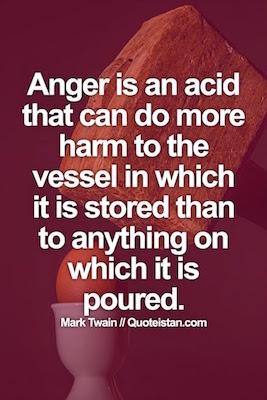 Anger is an acid
that can do more
harm to the
vessel in which
it is stored than
to anything on
which it is
poured.
Mark Twain // Quoteistan.com